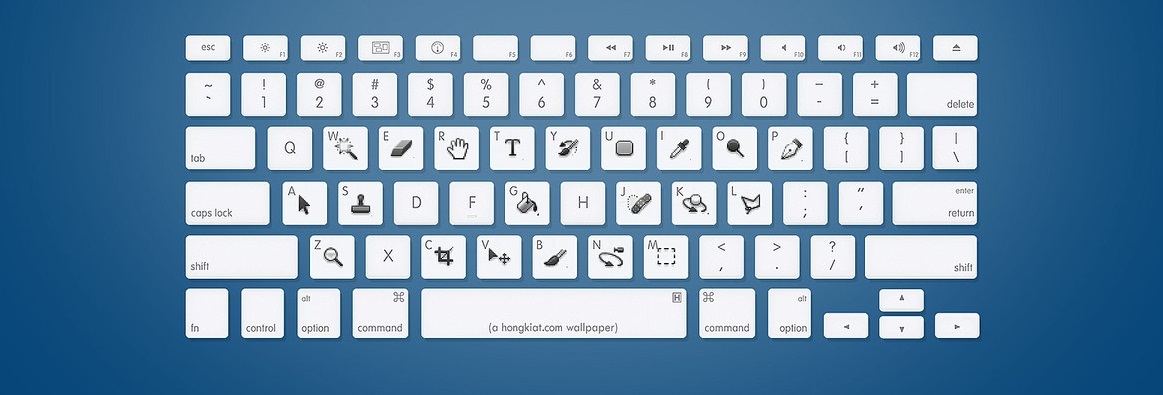 esc F1 F2 F3 F4 F5 F6 F7 F8 F9 F10 F11 F12
~ ! @ # $ % ^ & * ( ) – +
` 1 2 3 4 5 6 7 8 9 0 - = delete
tab Q W E R T Y U I O P { [ } ] | \
caps lock A S D F G H J K L : ; " ' enter return
shift Z X C V B N M < , > . ? / shift
fn control alt option ⌘ command (a hongkiat.com wallpaper) H ⌘ command alt option